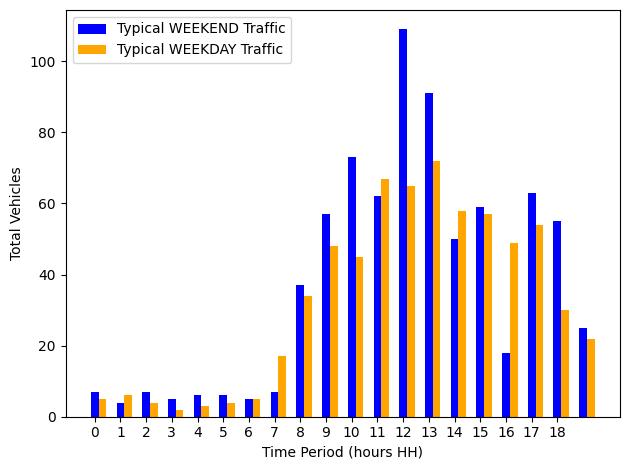 Typical WEEKEND Traffic
Typical WEEKDAY Traffic
100
80
60
40
20
0
Total Vehicles
0 1 2 3 4 5 6 7 8 9 10 11 12 13 14 15 16 17 18
Time Period (hours HH)